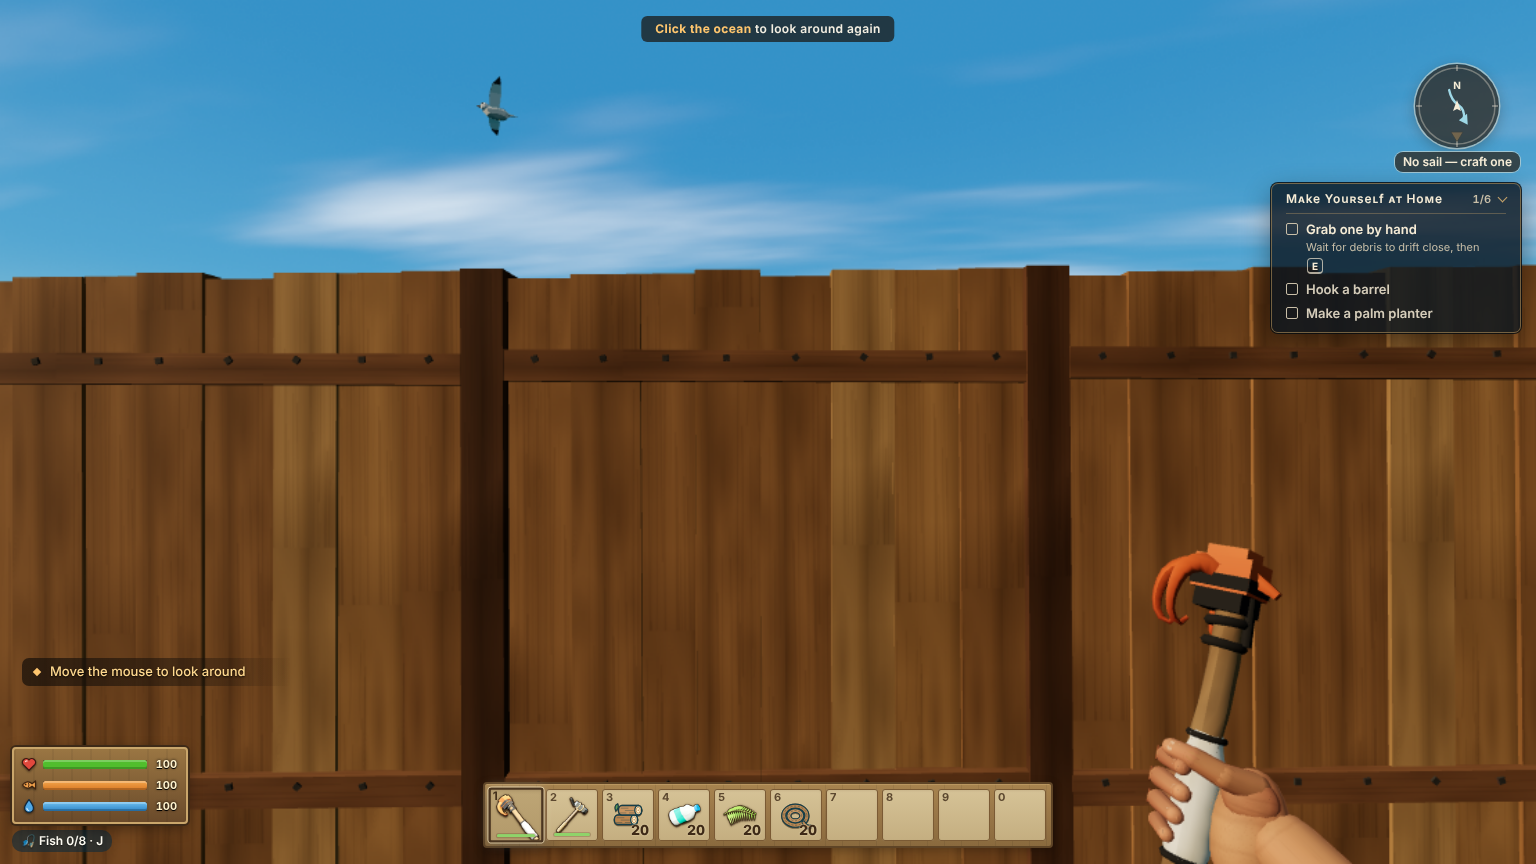 Click the ocean to look around again
N
No sail — craft one
Make Yourself at Home 1/6
Grab one by hand
Wait for debris to drift close, then
E
Hook a barrel
Make a palm planter
Move the mouse to look around
100
100
100
Fish 0/8 · J
1 2 3 4 5 6 7 8 9 0
20 20 20 20